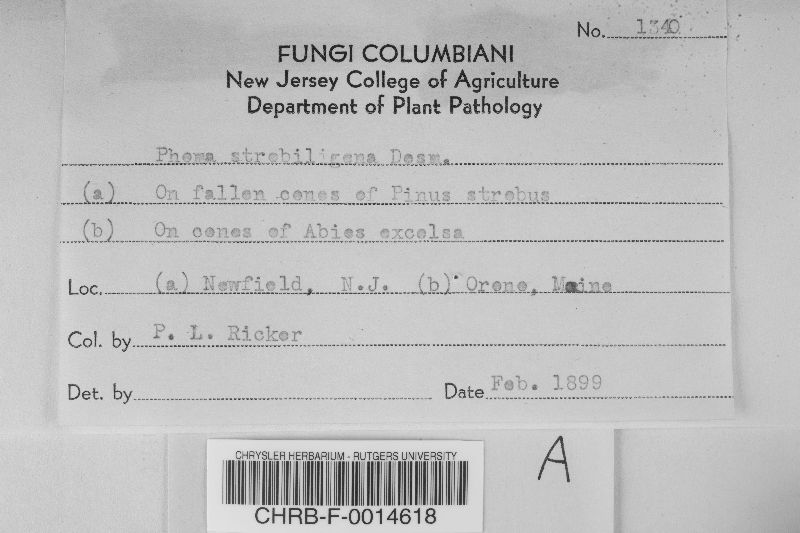 No. 1340
FUNGI COLUMBIANI
New Jersey College of Agriculture
Department of Plant Pathology
Phoma strobiligena Desm.
(a) On fallen cones of Pinus strobus
(b) On cones of Abies excelsa
Loc. (a) Newfield, N.J. (b) Orono, Maine
Col. by P. L. Ricker
Det. by
Date Feb. 1899
CHRYSLER HERBARIUM - RUTGERS UNIVERSITY
CHRB-F-0014618
A